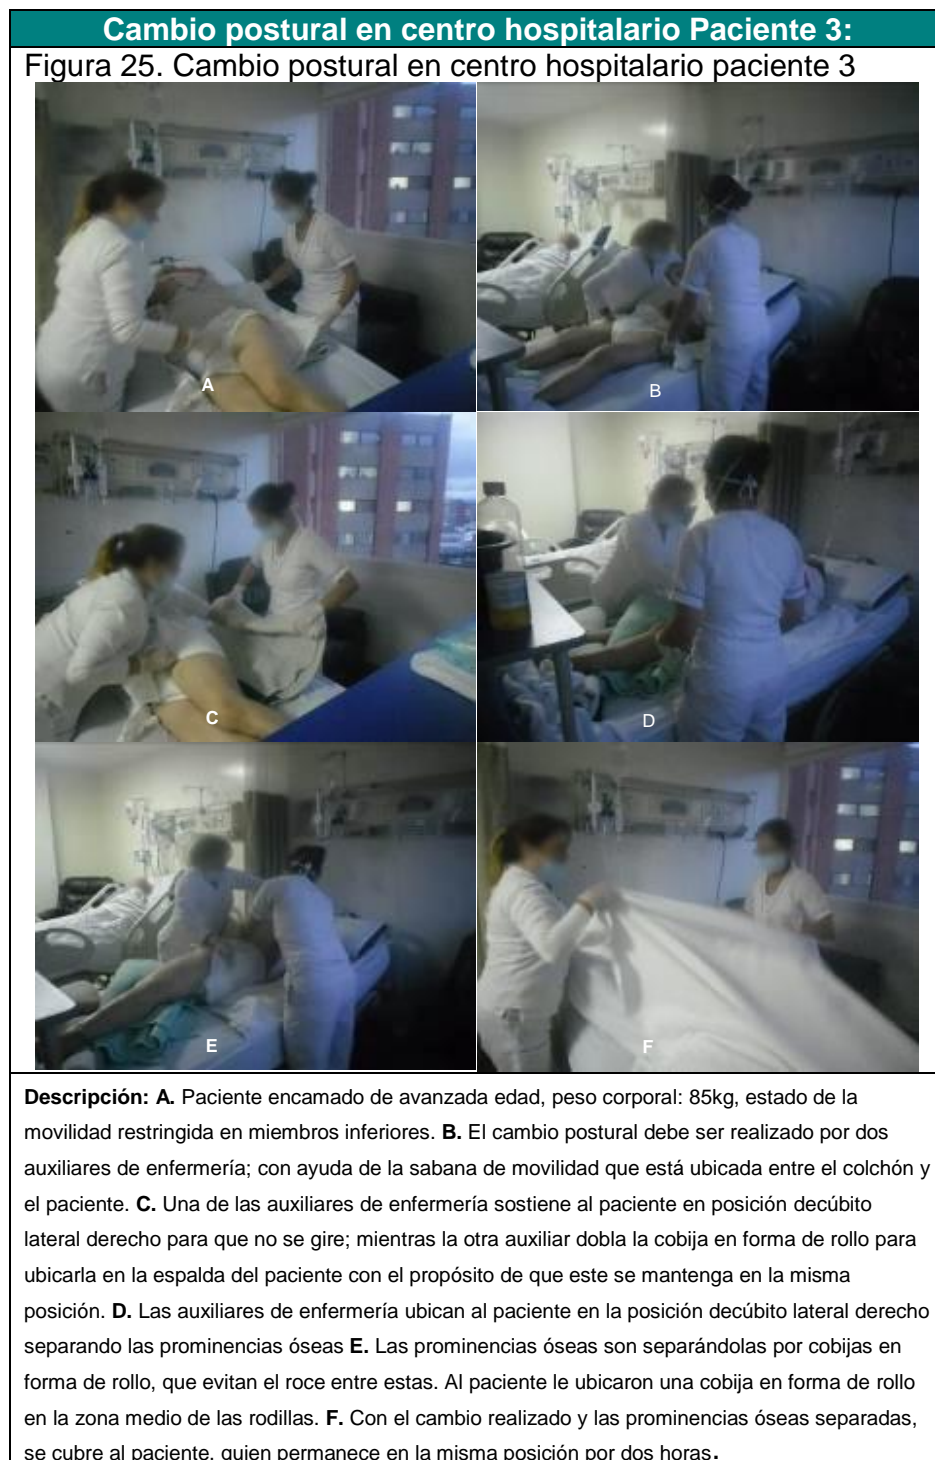 Cambio postural en centro hospitalario Paciente 3:
Figura 25. Cambio postural en centro hospitalario paciente 3
A
B
C
D
E
F
Descripción: A. Paciente encamado de avanzada edad, peso corporal: 85kg, estado de la
movilidad restringida en miembros inferiores. B. El cambio postural debe ser realizado por dos
auxiliares de enfermería; con ayuda de la sabana de movilidad que está ubicada entre el colchón y
el paciente. C. Una de las auxiliares de enfermería sostiene al paciente en posición decúbito
lateral derecho para que no se gire; mientras la otra auxiliar dobla la cobija en forma de rollo para
ubicarla en la espalda del paciente con el propósito de que este se mantenga en la misma
posición. D. Las auxiliares de enfermería ubican al paciente en la posición decúbito lateral derecho
separando las prominencias óseas E. Las prominencias óseas son separándolas por cobijas en
forma de rollo, que evitan el roce entre estas. Al paciente le ubicaron una cobija en forma de rollo
en la zona medio de las rodillas. F. Con el cambio realizado y las prominencias óseas separadas,
se cubre al paciente, quien permanece en la misma posición por dos horas.